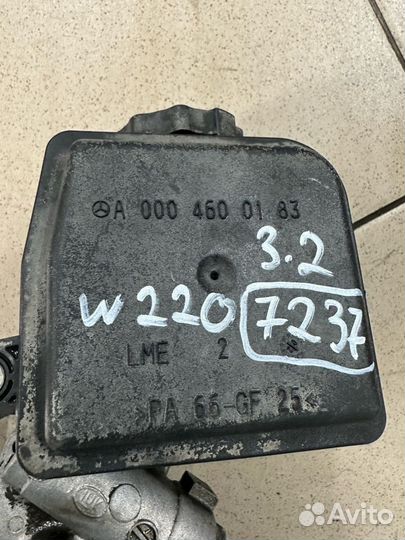 A 000 460 01 83
3.2
W220 7237
LME 2
>PA 66-GF 25<
Avito